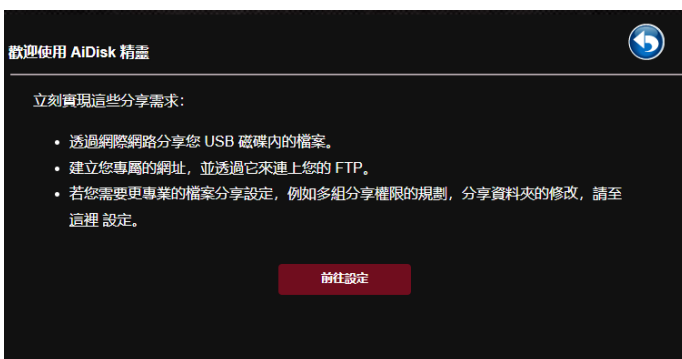 歡迎使用 AiDisk 精靈
立刻實現這些分享需求：
• 透過網際網路分享您 USB 磁碟內的檔案。
• 建立您專屬的網址，並透過它來連上您的 FTP。
• 若您需要更專業的檔案分享設定，例如多組分享權限的規劃，分享資料夾的修改，請至
這裡 設定。
前往設定